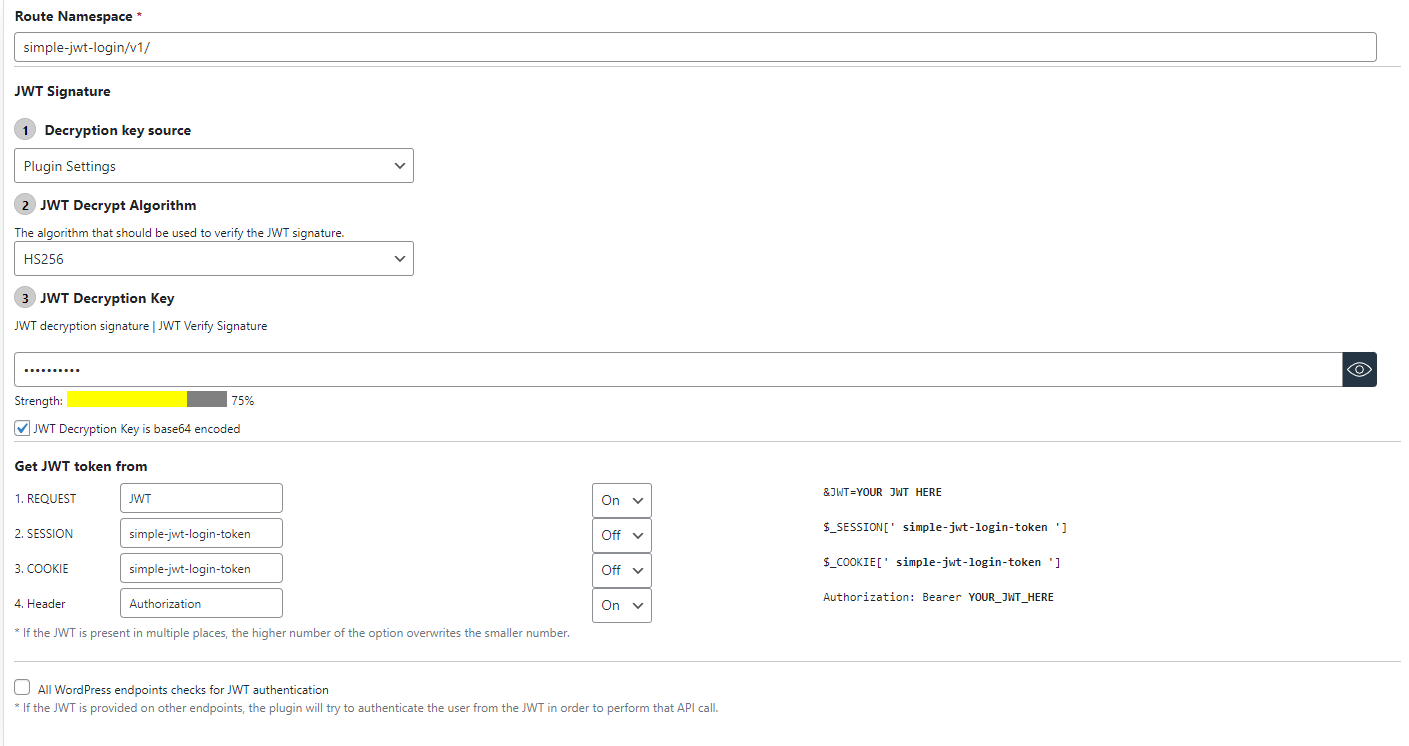 Route Namespace *
simple-jwt-login/v1/
JWT Signature
1 Decryption key source
Plugin Settings
2 JWT Decrypt Algorithm
The algorithm that should be used to verify the JWT signature.
HS256
3 JWT Decryption Key
JWT decryption signature | JWT Verify Signature
••••••••••
Strength: 75%
JWT Decryption Key is base64 encoded
Get JWT token from
1. REQUEST JWT On &JWT=YOUR JWT HERE
2. SESSION simple-jwt-login-token Off $_SESSION[' simple-jwt-login-token ']
3. COOKIE simple-jwt-login-token Off $_COOKIE[' simple-jwt-login-token ']
4. Header Authorization On Authorization: Bearer YOUR_JWT_HERE
* If the JWT is present in multiple places, the higher number of the option overwrites the smaller number.
All WordPress endpoints checks for JWT authentication
* If the JWT is provided on other endpoints, the plugin will try to authenticate the user from the JWT in order to perform that API call.